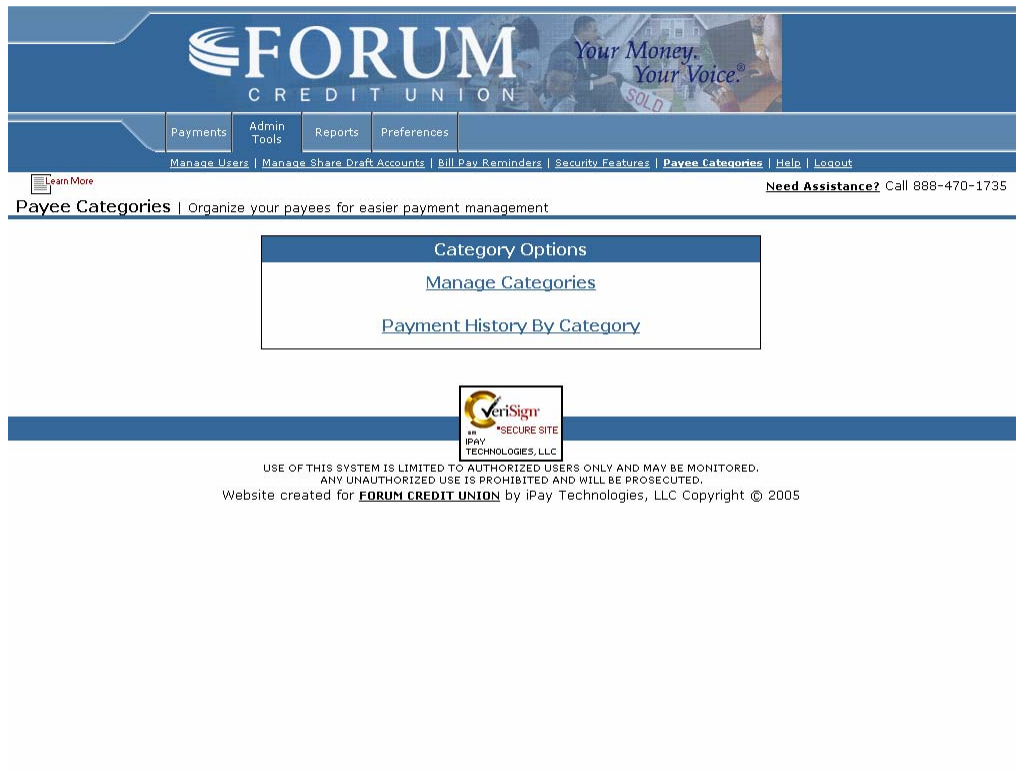 FORUM
CREDIT UNION
Your Money.
Your Voice.®
SOLD
Payments
Admin Tools
Reports
Preferences
Manage Users | Manage Share Draft Accounts | Bill Pay Reminders | Security Features | Payee Categories | Help | Logout
Learn More
Need Assistance? Call 888-470-1735
Payee Categories | Organize your payees for easier payment management
Category Options
Manage Categories
Payment History By Category
VeriSign
SECURE SITE
IPAY
TECHNOLOGIES, LLC
USE OF THIS SYSTEM IS LIMITED TO AUTHORIZED USERS ONLY AND MAY BE MONITORED.
ANY UNAUTHORIZED USE IS PROHIBITED AND WILL BE PROSECUTED.
Website created for FORUM CREDIT UNION by iPay Technologies, LLC Copyright © 2005